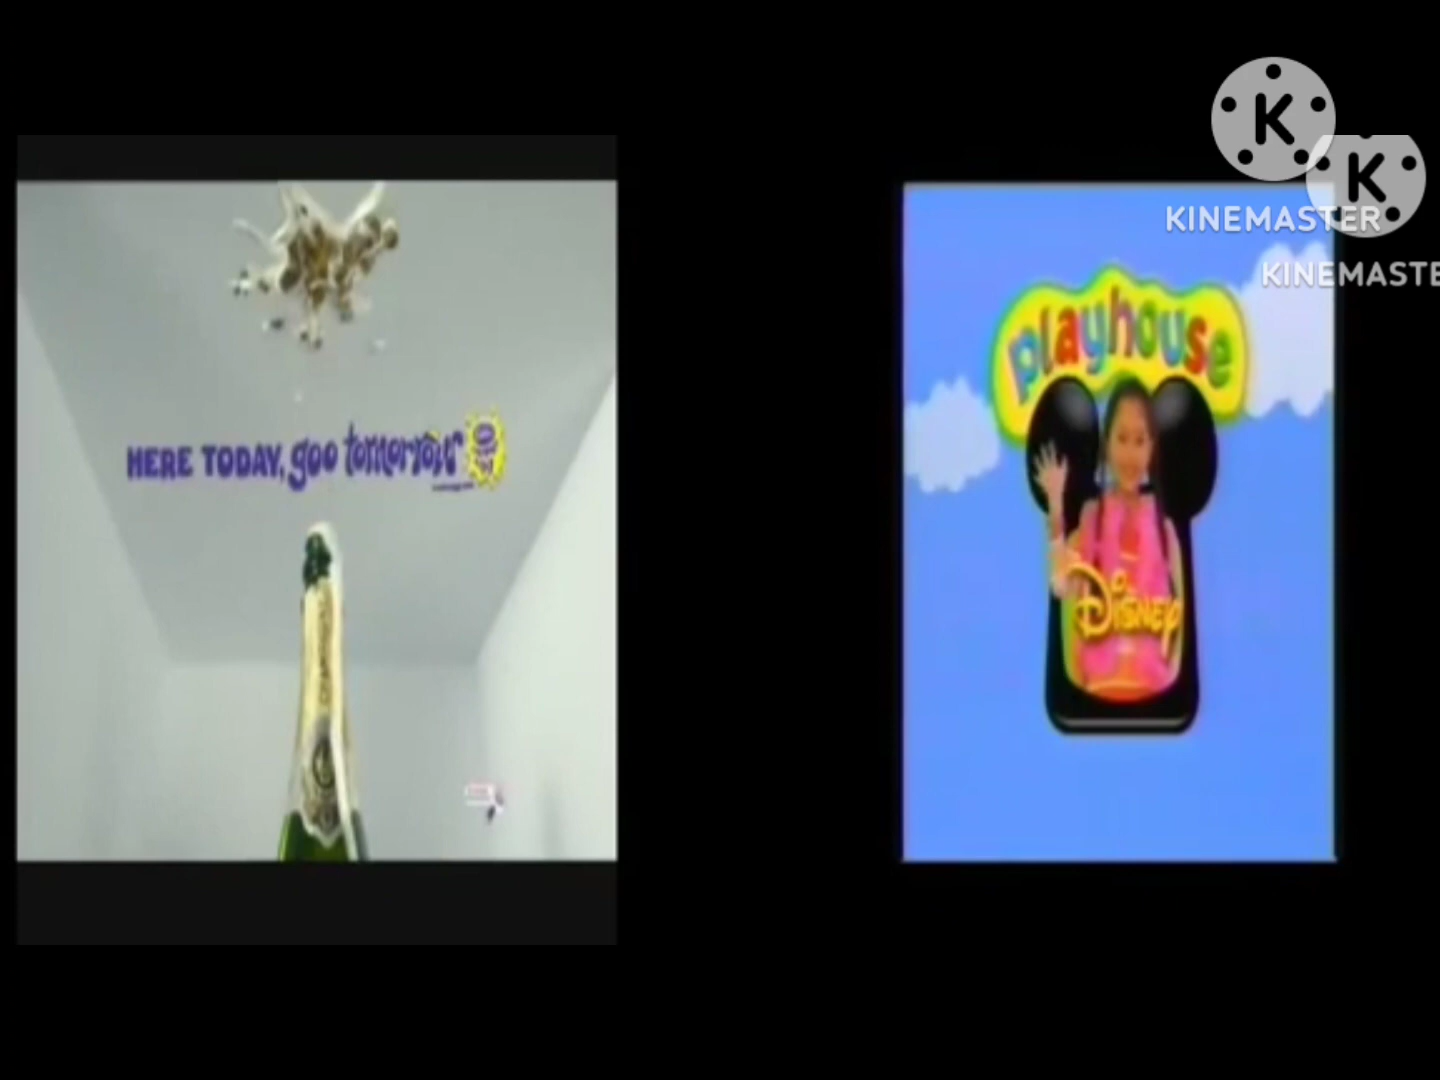 HERE TODAY, goo tomorrow
playhouse
Disney
KINEMASTER
KINEMASTE